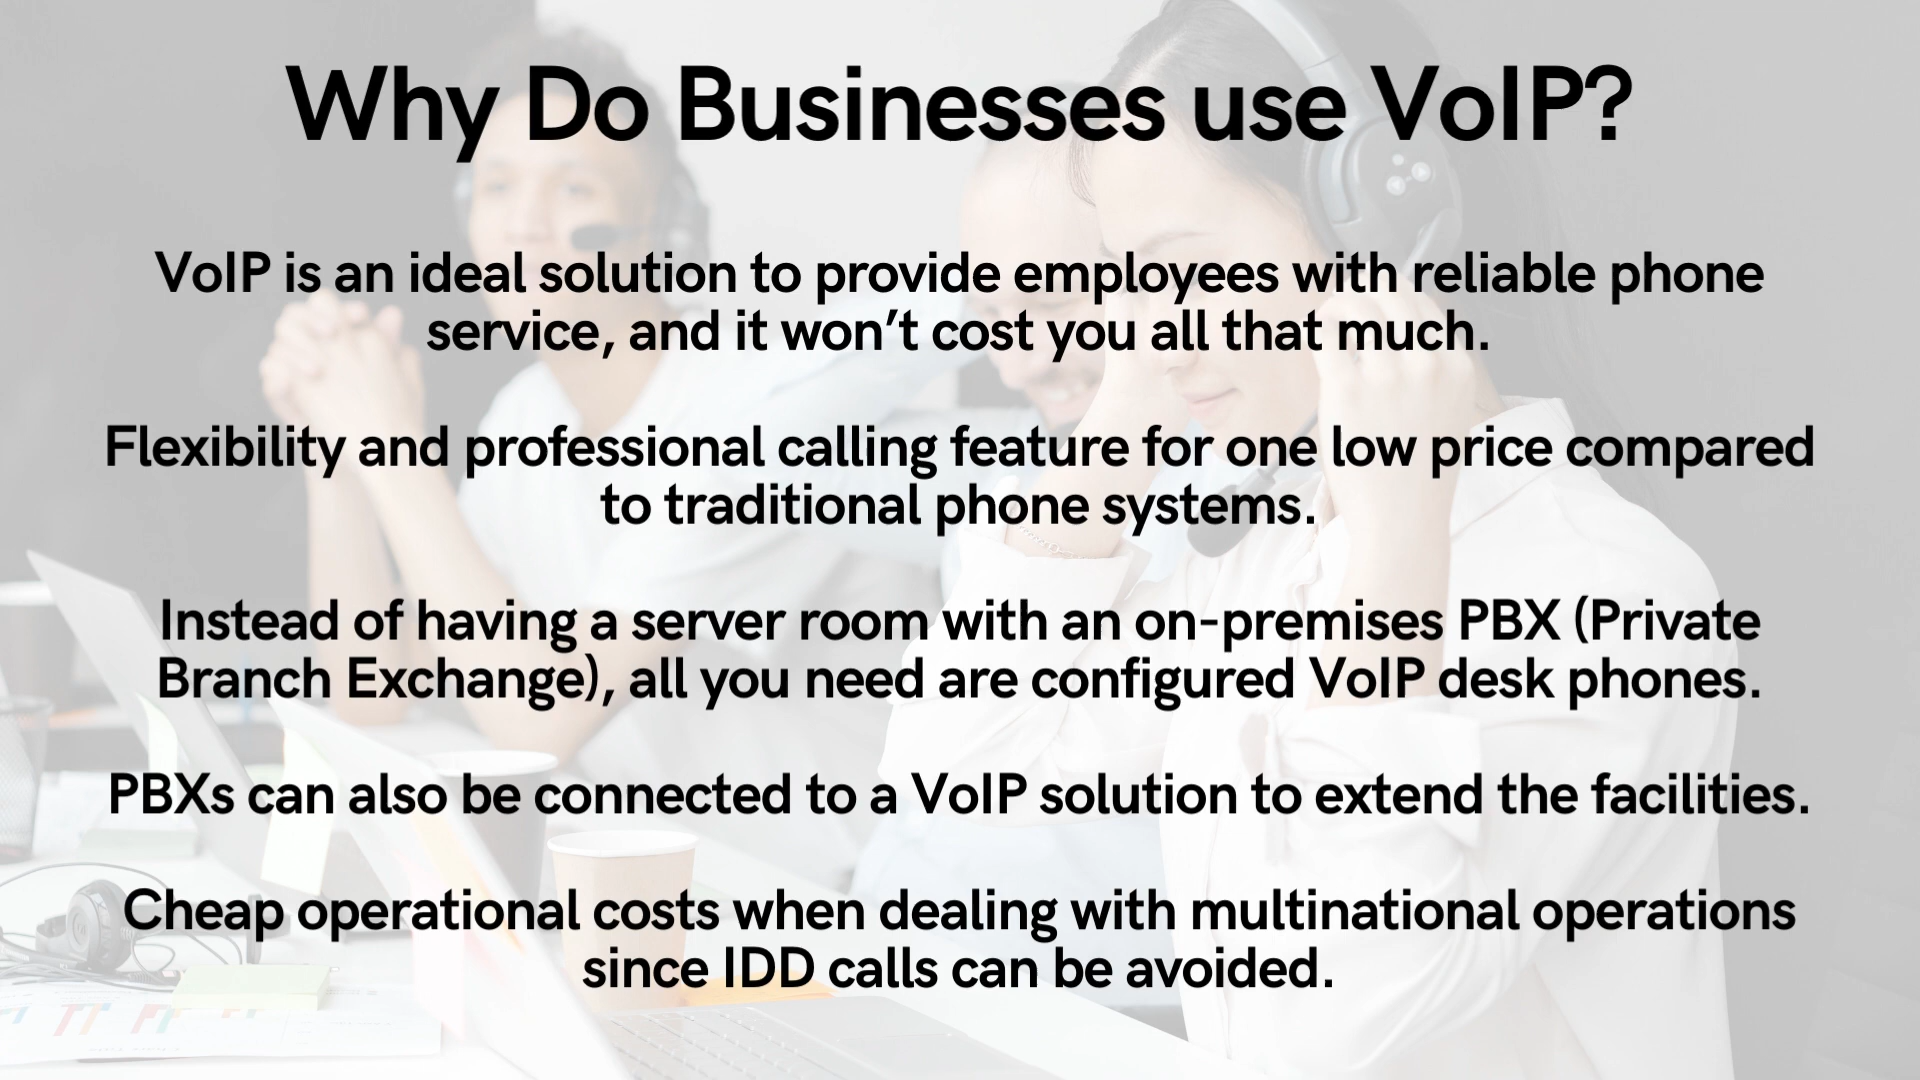 Why Do Businesses use VoIP?
VoIP is an ideal solution to provide employees with reliable phone
service, and it won’t cost you all that much.
Flexibility and professional calling feature for one low price compared
to traditional phone systems.
Instead of having a server room with an on-premises PBX (Private
Branch Exchange), all you need are configured VoIP desk phones.
PBXs can also be connected to a VoIP solution to extend the facilities.
Cheap operational costs when dealing with multinational operations
since IDD calls can be avoided.